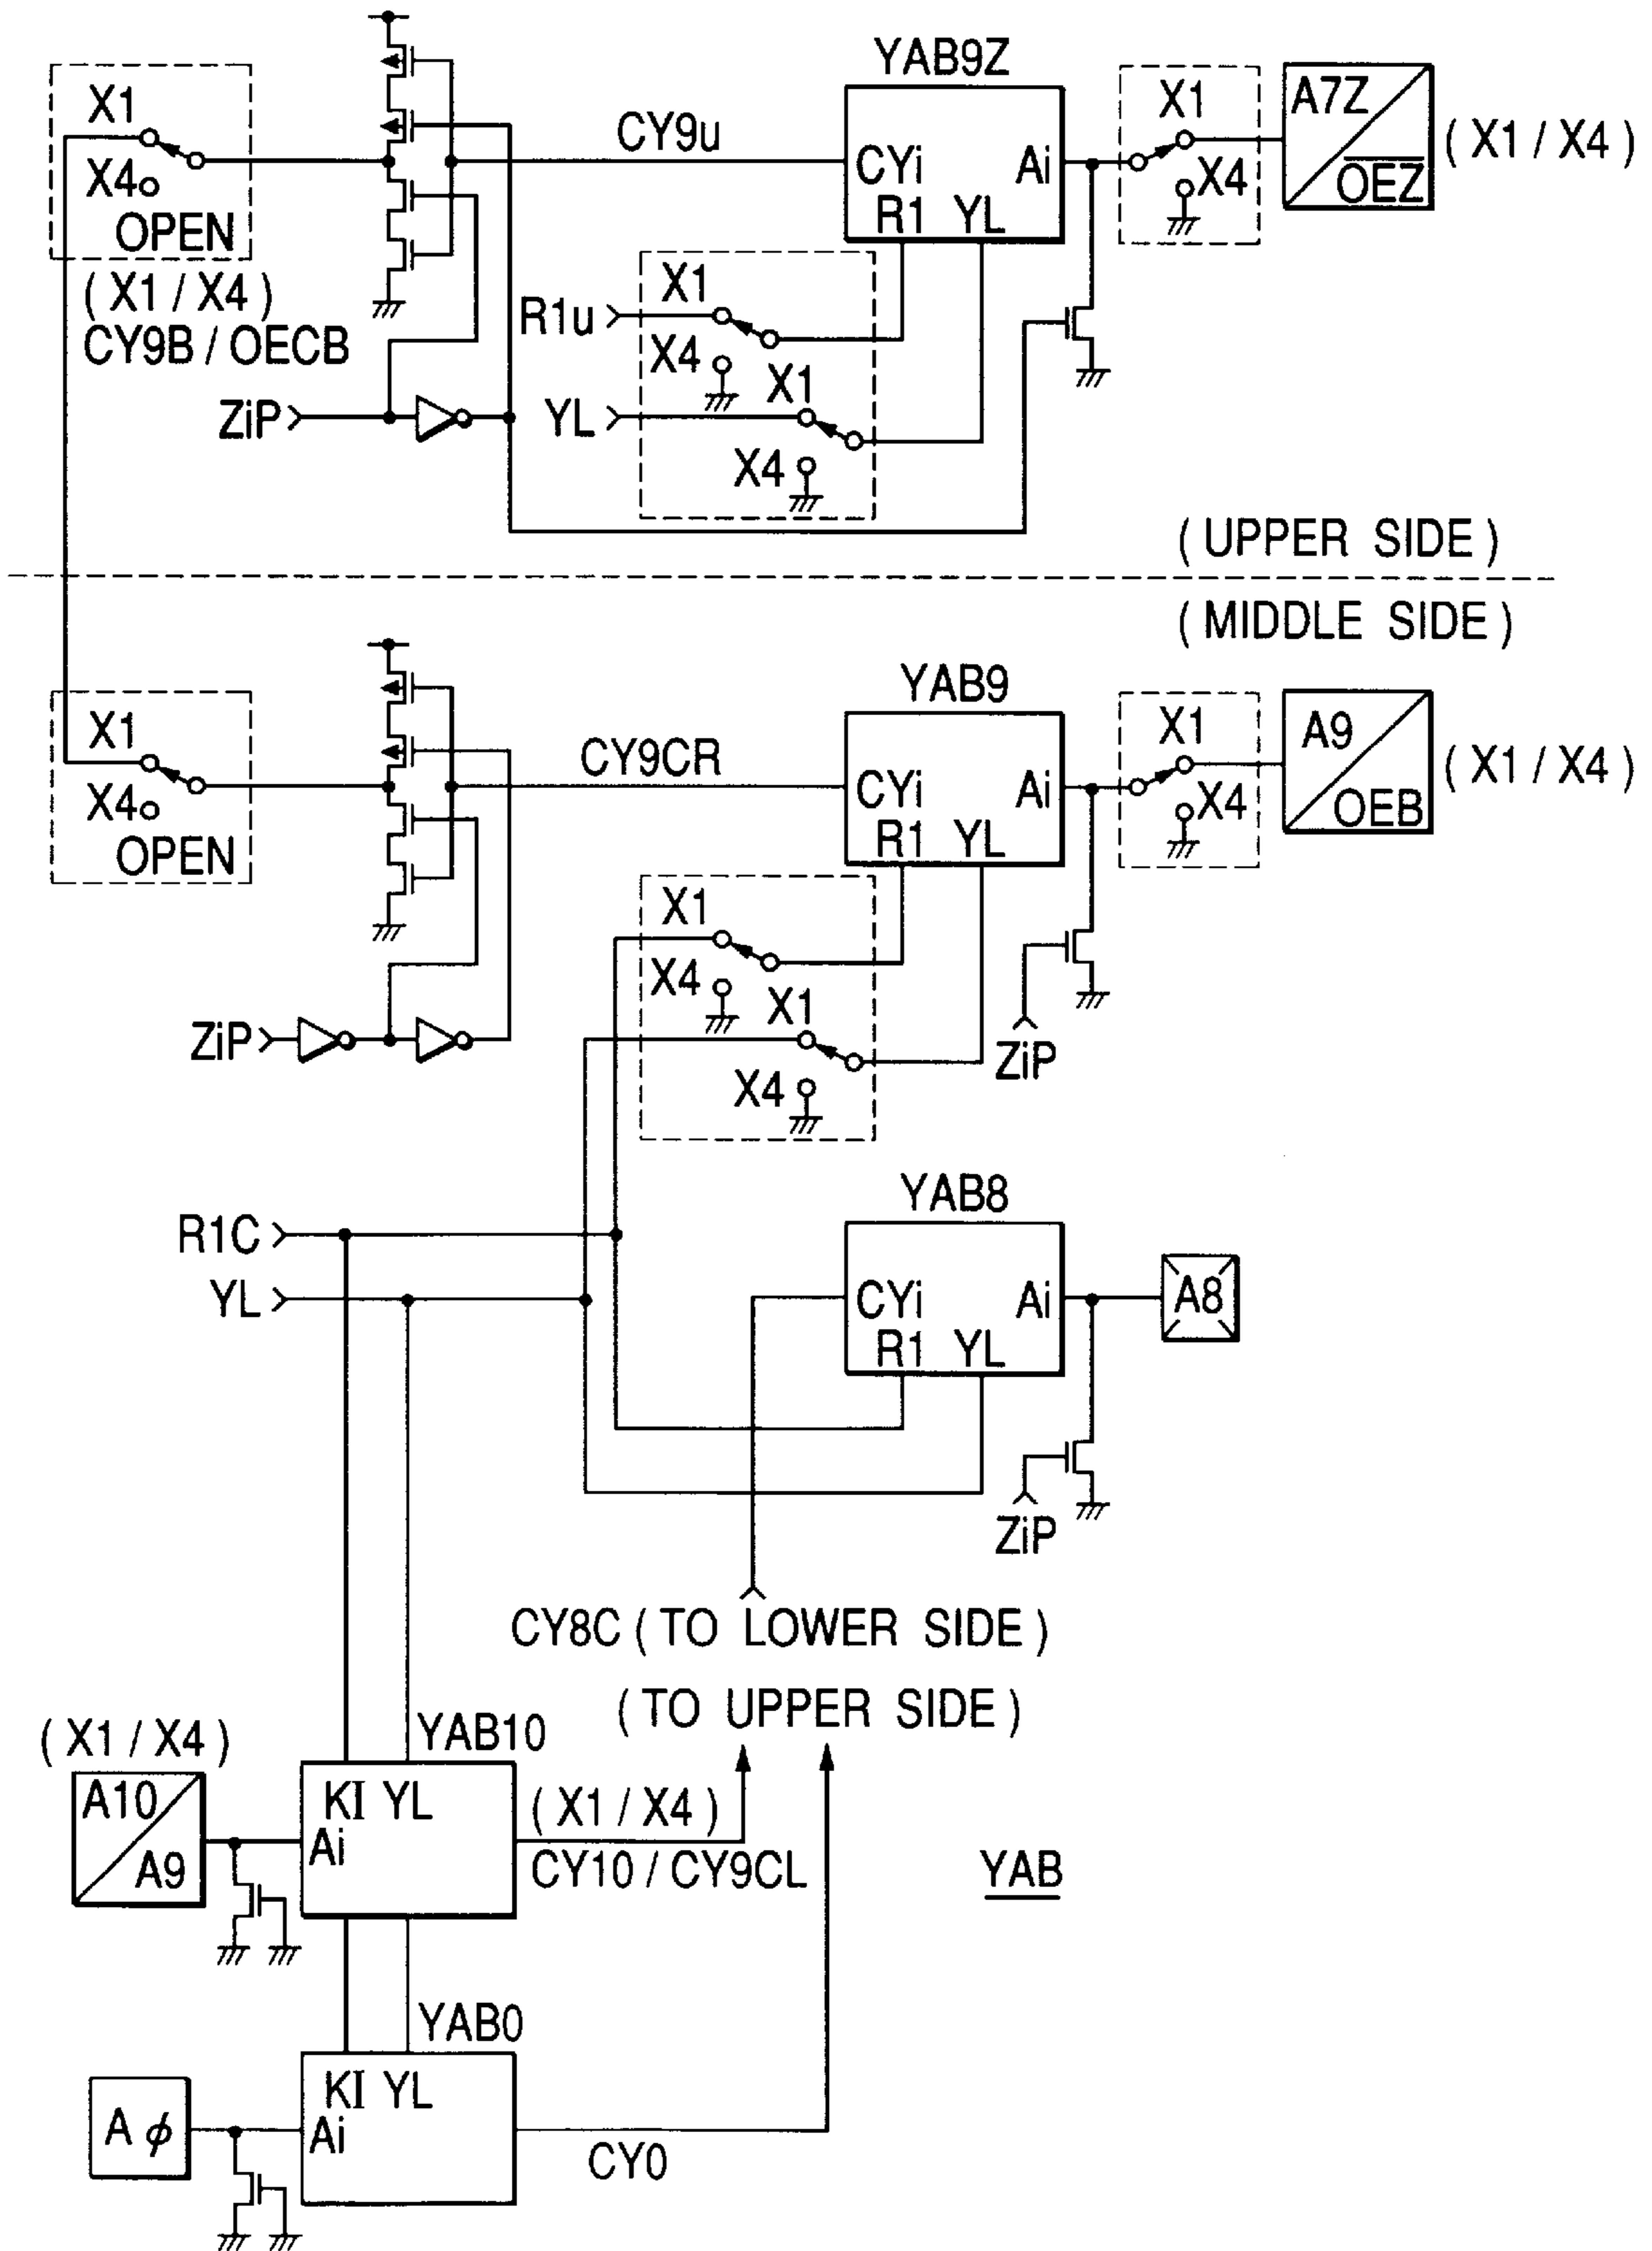 YAB9Z
X1
X4
OPEN
( X1 / X4 )
CY9B / OECB
CY9u
CYi Ai
R1 YL
X1
X4
A7Z
OEZ
( X1 / X4 )
R1u
X1
X4
ZiP
YL
X1
X4
( UPPER SIDE )
( MIDDLE SIDE )
YAB9
X1
X4
OPEN
CY9CR
CYi Ai
R1 YL
X1
X4
A9
OEB
( X1 / X4 )
X1
X4
X1
X4
ZiP
ZiP
YAB8
R1C
YL
CYi Ai
R1 YL
A8
ZiP
CY8C ( TO LOWER SIDE )
( TO UPPER SIDE )
( X1 / X4 )
YAB10
A10
A9
KI YL
Ai
( X1 / X4 )
CY10 / CY9CL
YAB
YAB0
A ϕ
KI YL
Ai
CY0